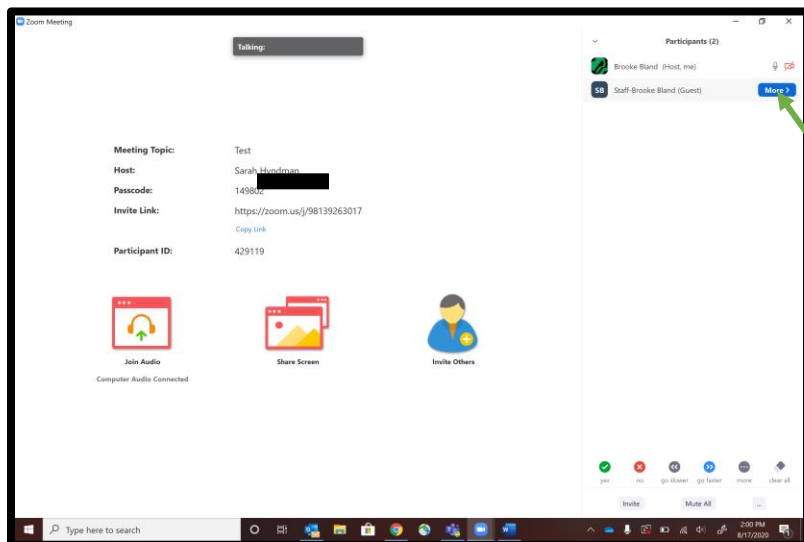 Zoom Meeting
Talking:
Participants (2)
Brooke Bland (Host, me)
SB Staff-Brooke Bland (Guest) More >
Meeting Topic: Test
Host: Sarah Hyndman
Passcode: 149802
Invite Link: https://zoom.us/j/98139263017
Copy Link
Participant ID: 429119
Join Audio Share Screen Invite Others
Computer Audio Connected
yes no go slower go faster more clear all
Invite Mute All ...
Type here to search
2:00 PM
8/17/2020